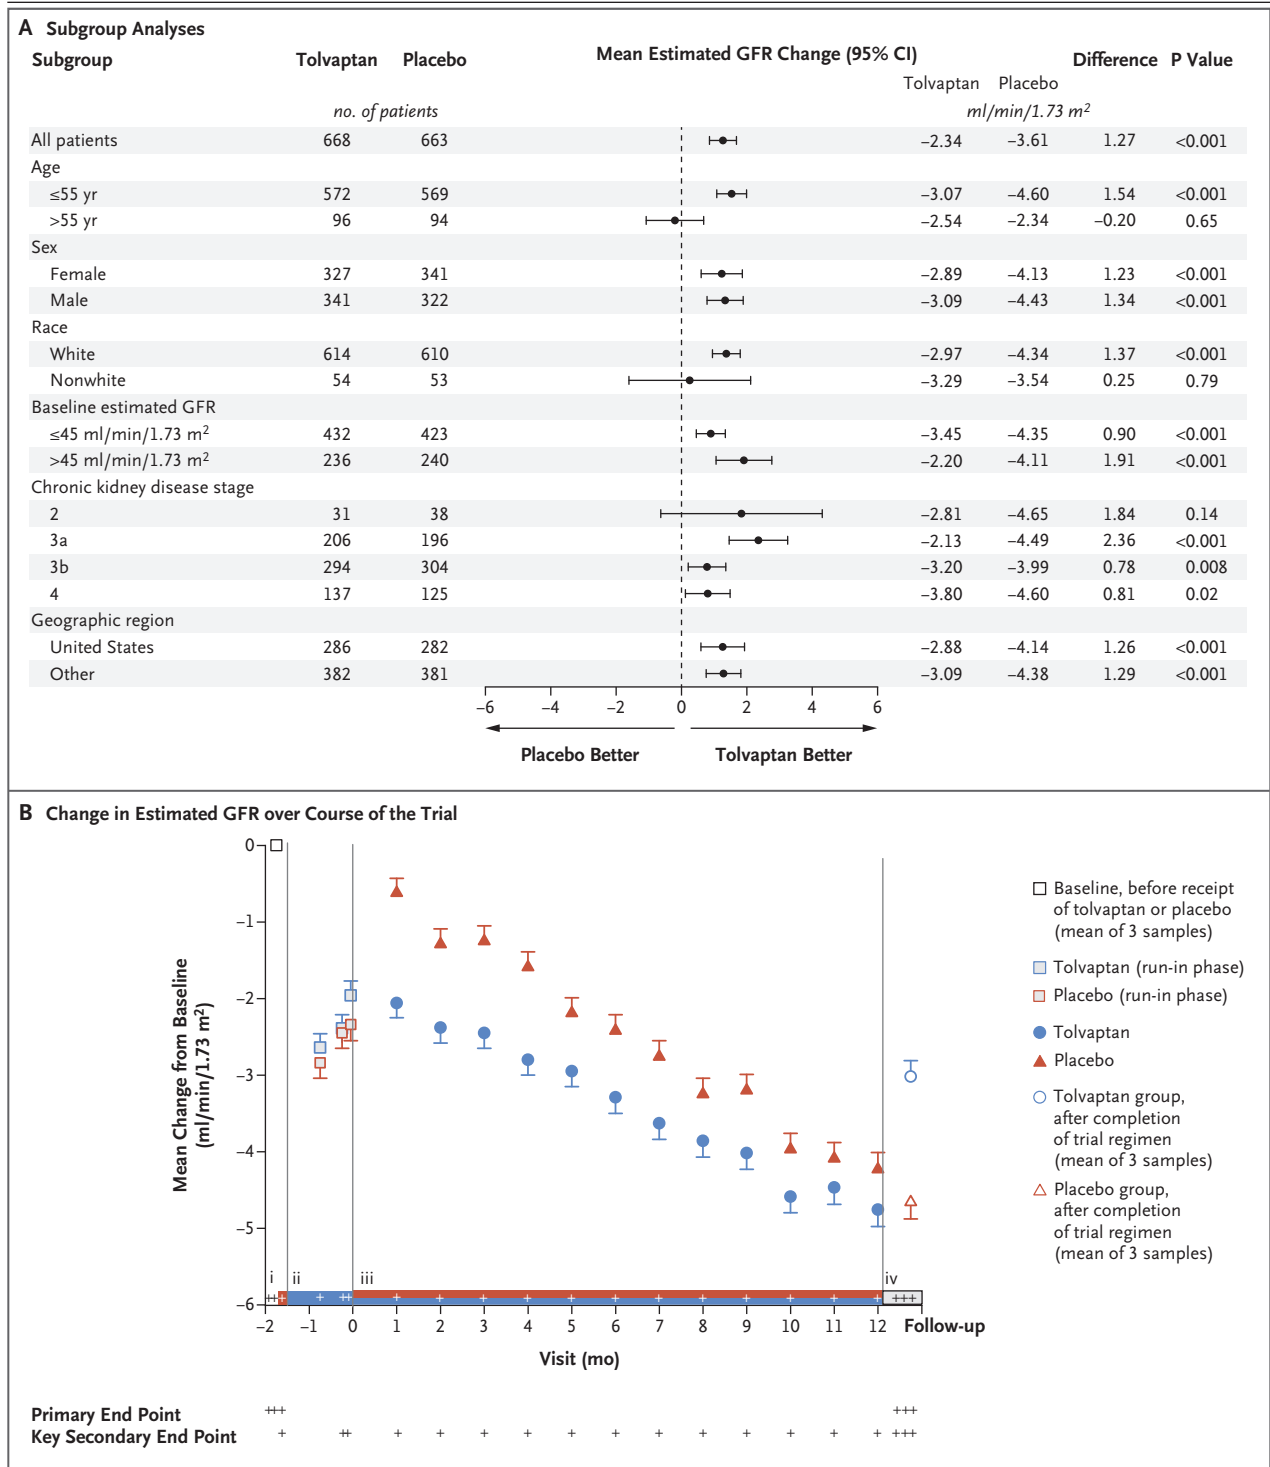 A Subgroup Analyses
Subgroup Tolvaptan Placebo Mean Estimated GFR Change (95% CI) Difference P Value
Tolvaptan Placebo
no. of patients ml/min/1.73 m²
All patients 668 663 –2.34 –3.61 1.27 <0.001
Age
≤55 yr 572 569 –3.07 –4.60 1.54 <0.001
>55 yr 96 94 –2.54 –2.34 –0.20 0.65
Sex
Female 327 341 –2.89 –4.13 1.23 <0.001
Male 341 322 –3.09 –4.43 1.34 <0.001
Race
White 614 610 –2.97 –4.34 1.37 <0.001
Nonwhite 54 53 –3.29 –3.54 0.25 0.79
Baseline estimated GFR
≤45 ml/min/1.73 m² 432 423 –3.45 –4.35 0.90 <0.001
>45 ml/min/1.73 m² 236 240 –2.20 –4.11 1.91 <0.001
Chronic kidney disease stage
2 31 38 –2.81 –4.65 1.84 0.14
3a 206 196 –2.13 –4.49 2.36 <0.001
3b 294 304 –3.20 –3.99 0.78 0.008
4 137 125 –3.80 –4.60 0.81 0.02
Geographic region
United States 286 282 –2.88 –4.14 1.26 <0.001
Other 382 381 –3.09 –4.38 1.29 <0.001
–6 –4 –2 0 2 4 6
Placebo Better Tolvaptan Better
B Change in Estimated GFR over Course of the Trial
Mean Change from Baseline
(ml/min/1.73 m²)
0
–1
–2
–3
–4
–5
–6
i ii iii iv
+++ + ++ + + + + + + + + + + + + +++
–2 –1 0 1 2 3 4 5 6 7 8 9 10 11 12 Follow-up
Visit (mo)
Baseline, before receipt
of tolvaptan or placebo
(mean of 3 samples)
Tolvaptan (run-in phase)
Placebo (run-in phase)
Tolvaptan
Placebo
Tolvaptan group,
after completion
of trial regimen
(mean of 3 samples)
Placebo group,
after completion
of trial regimen
(mean of 3 samples)
Primary End Point +++ +++
Key Secondary End Point + ++ + + + + + + + + + + + + +++